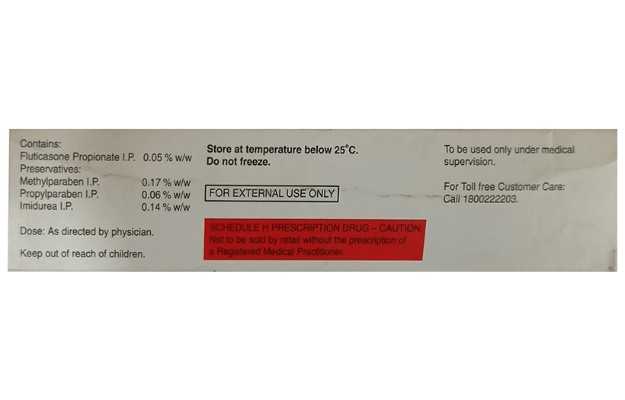 Contains:
Fluticasone Propionate I.P. 0.05 % w/w
Preservatives:
Methylparaben I.P. 0.17 % w/w
Propylparaben I.P. 0.06 % w/w
Imidurea I.P. 0.14 % w/w
Dose: As directed by physician.
Keep out of reach of children.
Store at temperature below 25°C.
Do not freeze.
FOR EXTERNAL USE ONLY
SCHEDULE H PRESCRIPTION DRUG – CAUTION
Not to be sold by retail without the prescription of
a Registered Medical Practitioner.
To be used only under medical
supervision.
For Toll free Customer Care:
Call 1800222203.